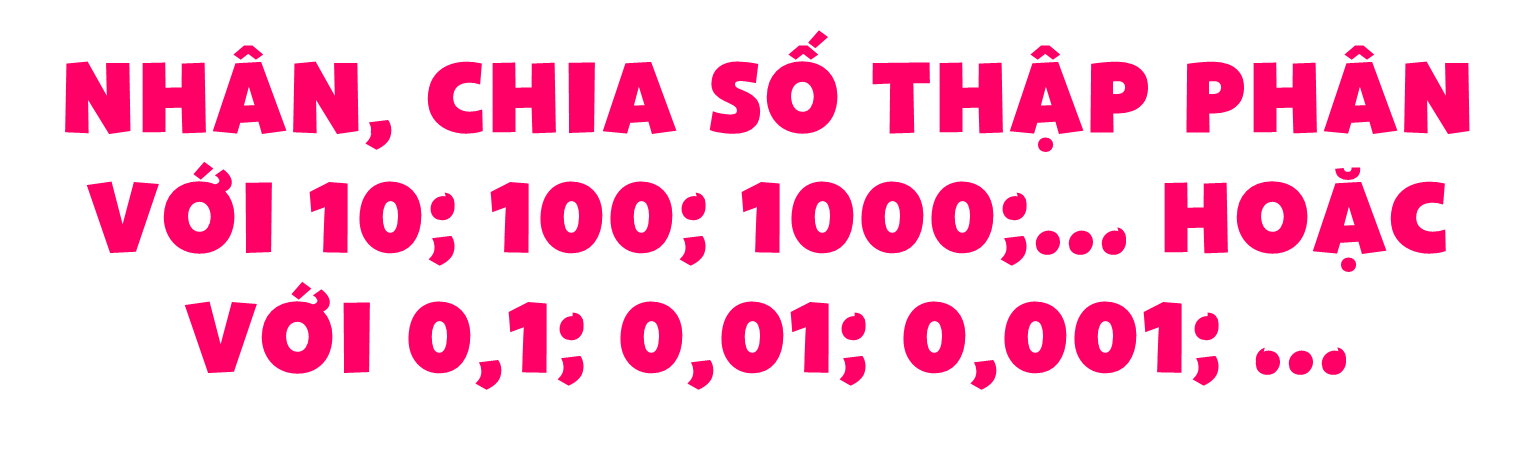 NHÂN, CHIA SỐ THẬP PHÂN
VỚI 10; 100; 1000;... HOẶC
VỚI 0,1; 0,01; 0,001; ...